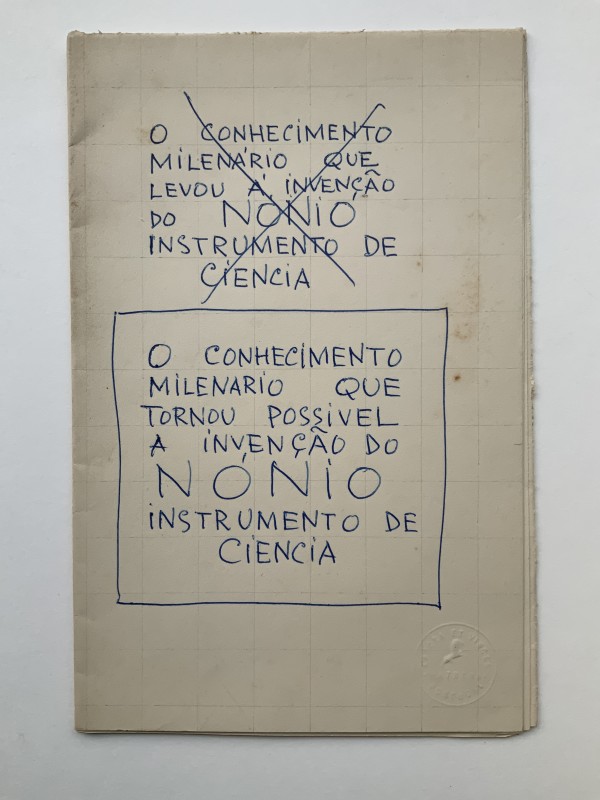 O CONHECIMENTO
MILENÁRIO QUE
LEVOU À INVENÇÃO
DO NÓNIO
INSTRUMENTO DE
CIENCIA
O CONHECIMENTO
MILENARIO QUE
TORNOU POSSIVEL
A INVENÇÃO DO
NÓNIO
INSTRUMENTO DE
CIENCIA